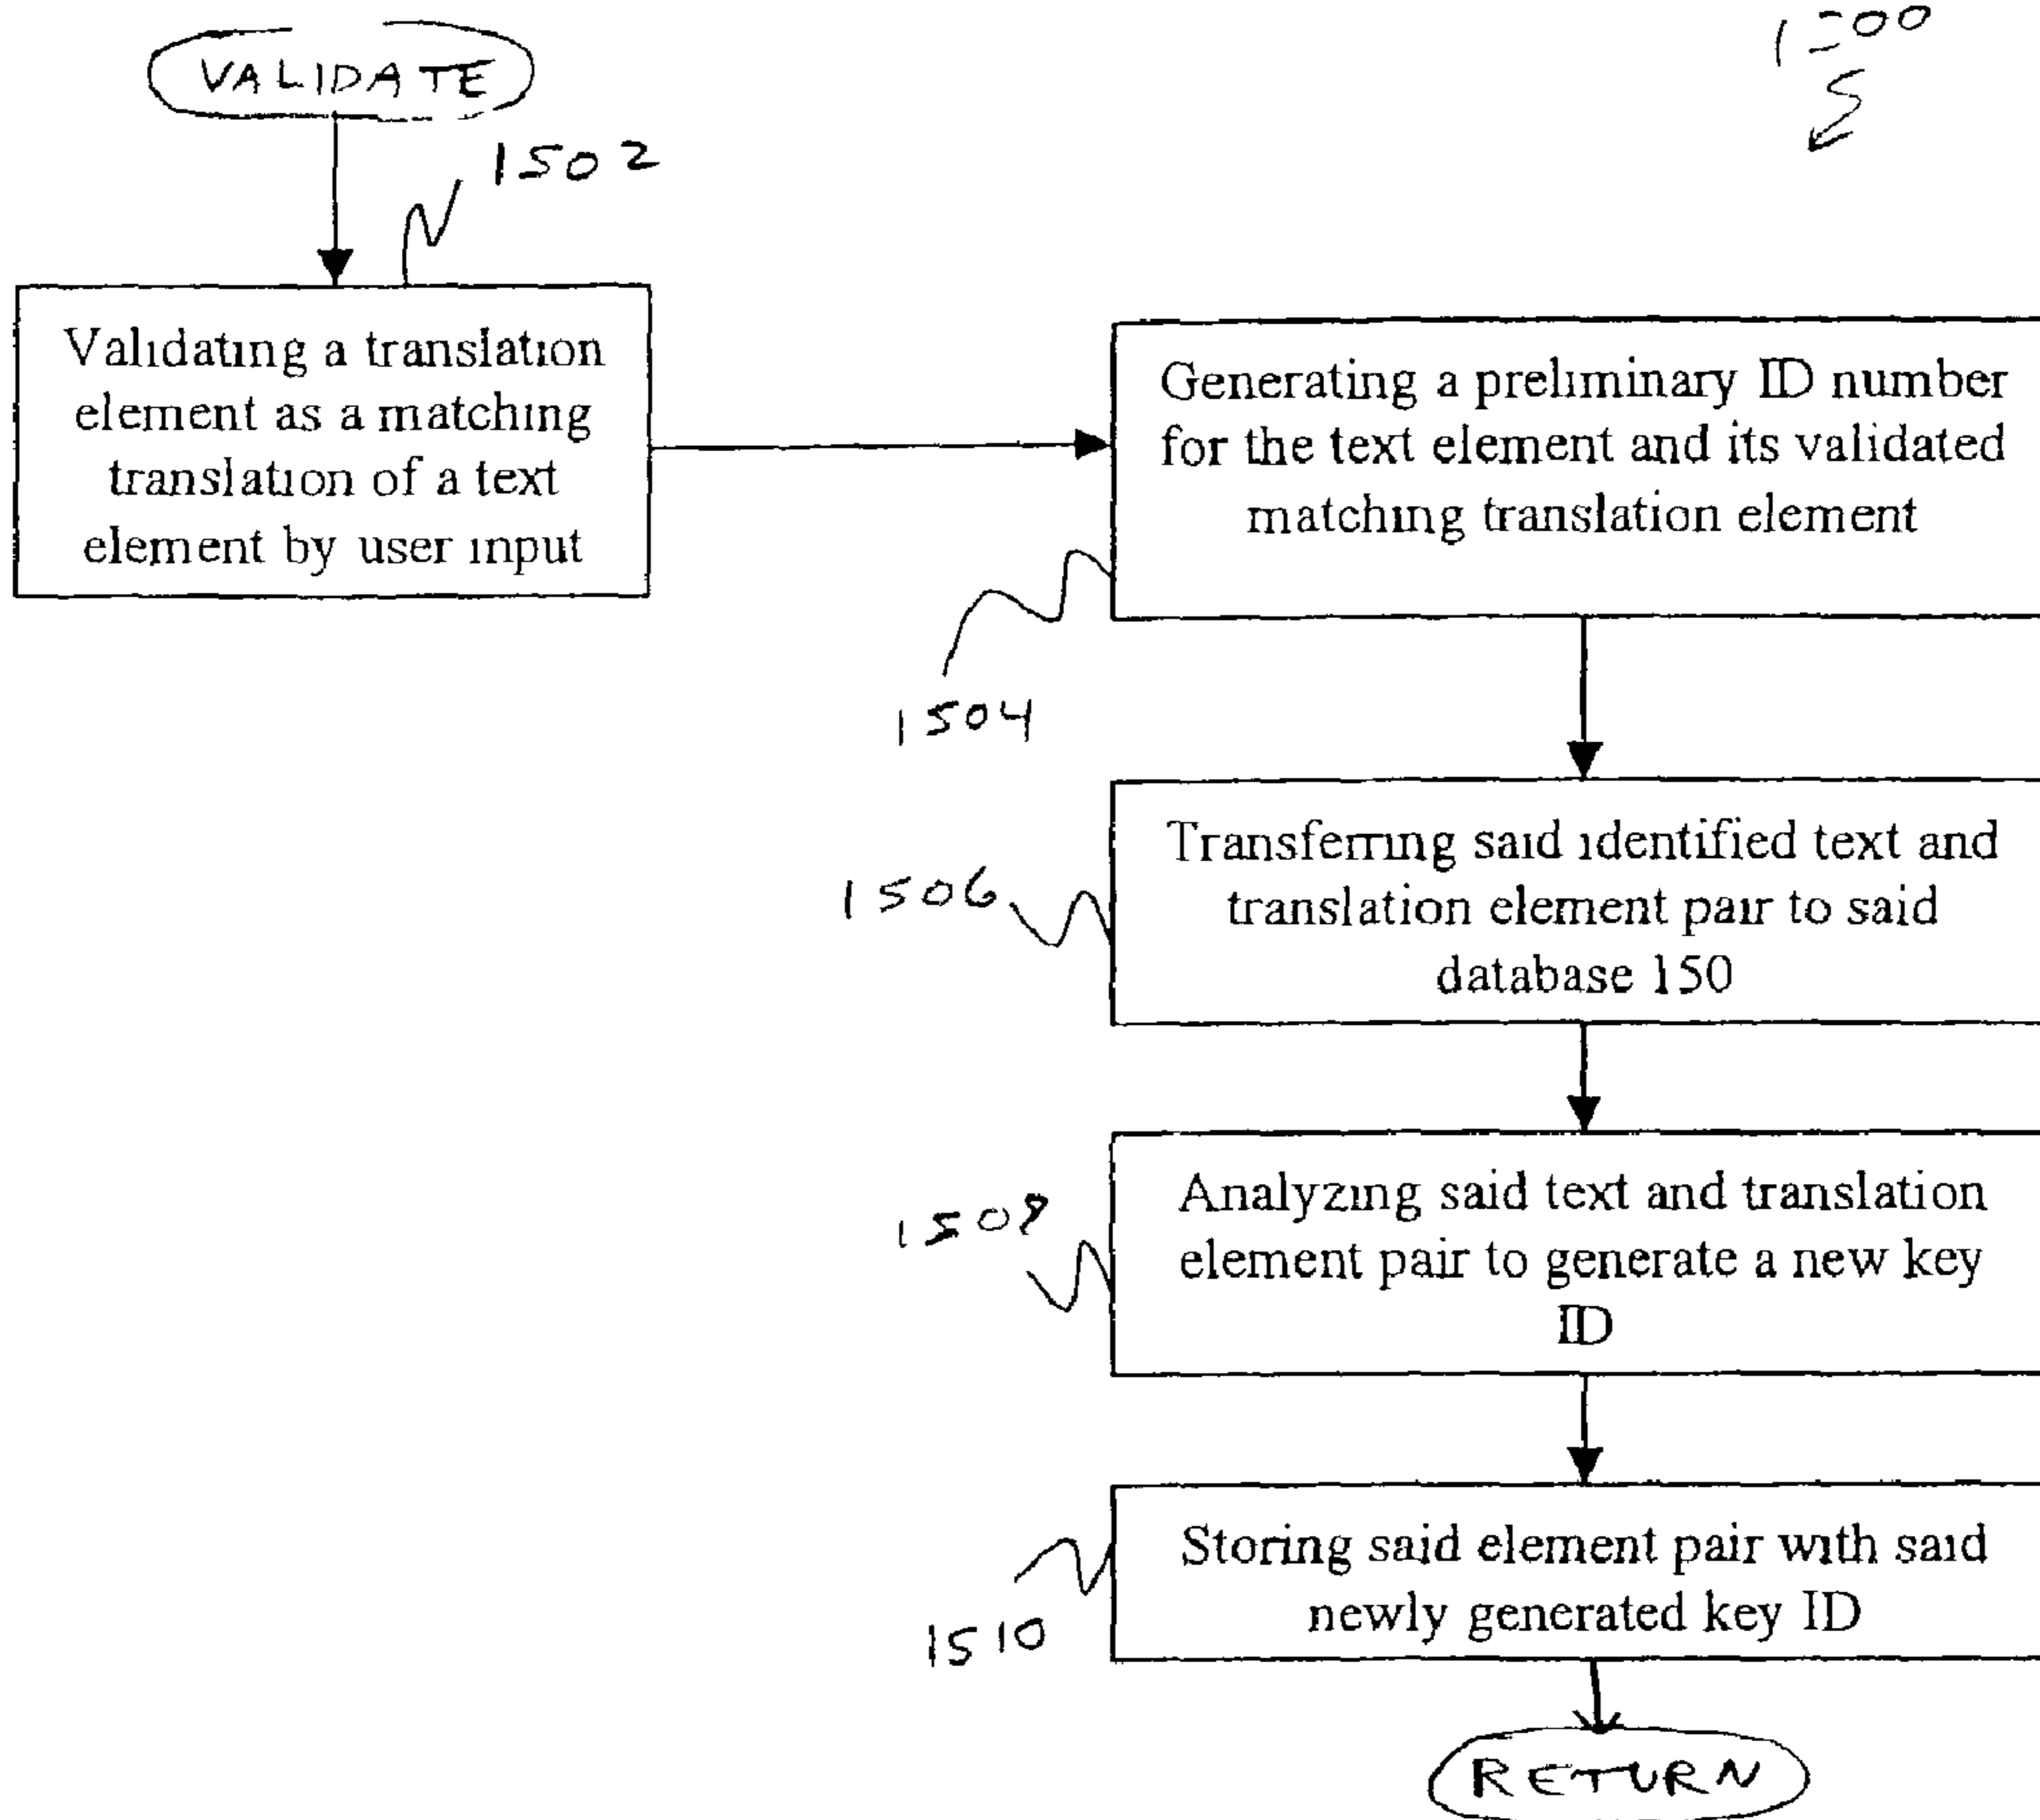 VALIDATE
1502
Validating a translation
element as a matching
translation of a text
element by user input
Generating a preliminary ID number
for the text element and its validated
matching translation element
1504
Transferring said identified text and
translation element pair to said
database 150
1506
Analyzing said text and translation
element pair to generate a new key
ID
1508
Storing said element pair with said
newly generated key ID
1510
RETURN